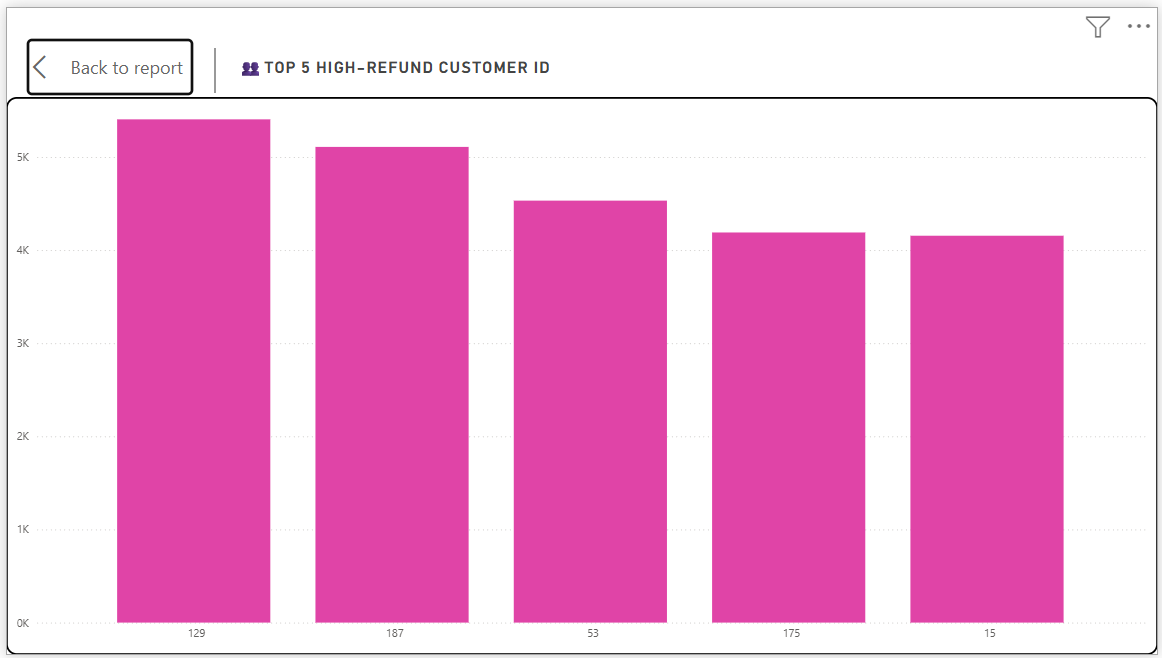 Back to report
TOP 5 HIGH-REFUND CUSTOMER ID
5K
4K
3K
2K
1K
0K
129 187 53 175 15